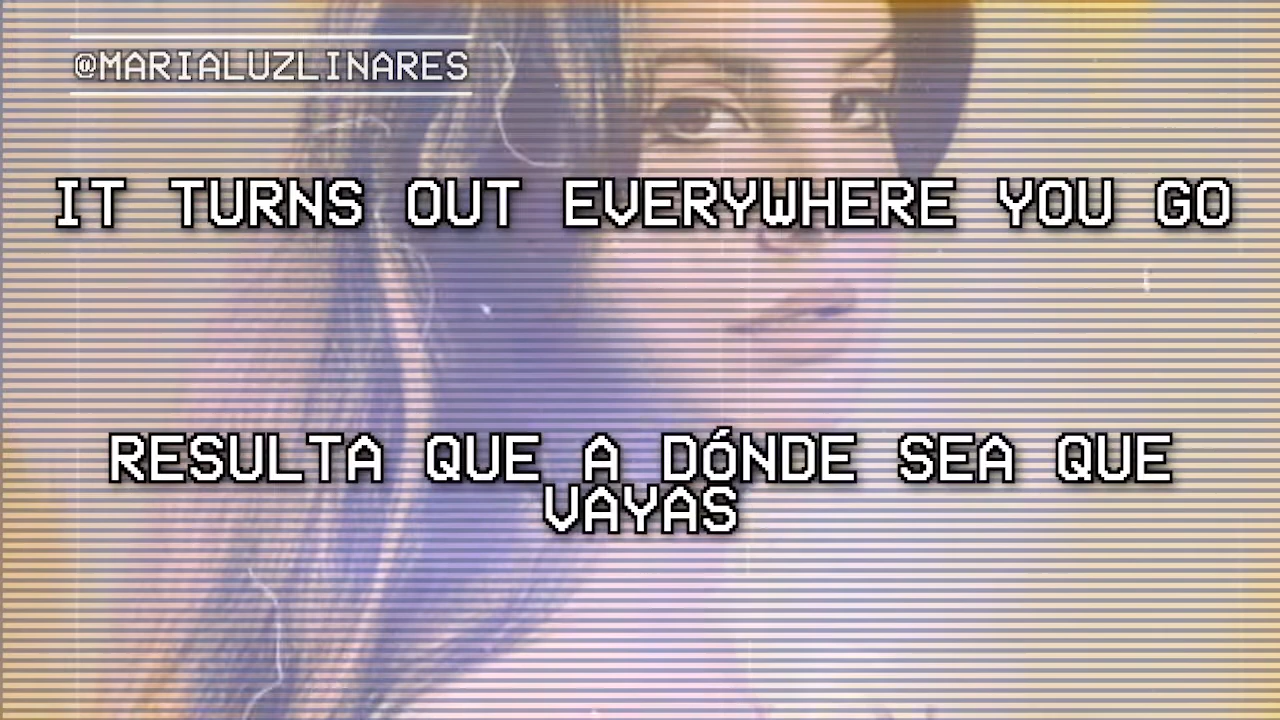 @MARIALUZLINARES
IT TURNS OUT EVERYWHERE YOU GO
RESULTA QUE A DóNDE SEA QUE
VAYAS